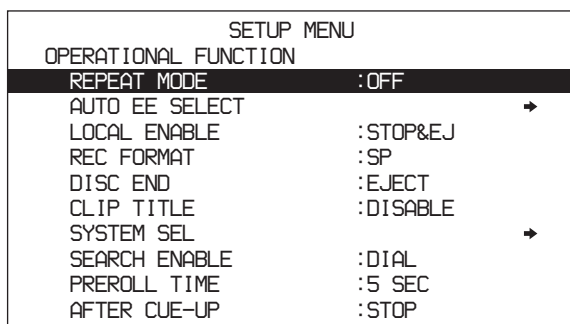 SETUP MENU
OPERATIONAL FUNCTION
REPEAT MODE :OFF
AUTO EE SELECT ➔
LOCAL ENABLE :STOP&EJ
REC FORMAT :SP
DISC END :EJECT
CLIP TITLE :DISABLE
SYSTEM SEL ➔
SEARCH ENABLE :DIAL
PREROLL TIME :5 SEC
AFTER CUE-UP :STOP